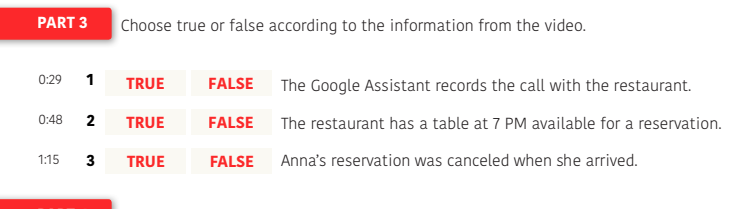 PART 3 Choose true or false according to the information from the video.
0:29 1 TRUE FALSE The Google Assistant records the call with the restaurant.
0:48 2 TRUE FALSE The restaurant has a table at 7 PM available for a reservation.
1:15 3 TRUE FALSE Anna's reservation was canceled when she arrived.